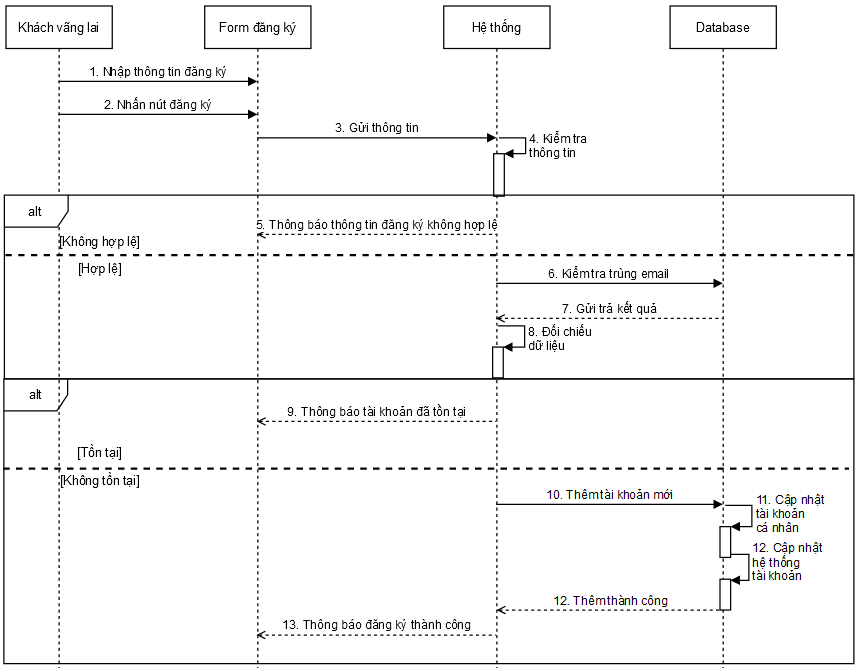 Khách vãng lai
Form đăng ký
Hệ thống
Database
1. Nhập thông tin đăng ký
2. Nhấn nút đăng ký
3. Gửi thông tin
4. Kiểm tra
thông tin
alt
5. Thông báo thông tin đăng ký không hợp lệ
[Không hợp lệ]
[Hợp lệ]
6. Kiểm tra trùng email
7. Gửi trả kết quả
8. Đối chiếu
dữ liệu
alt
9. Thông báo tài khoản đã tồn tại
[Tồn tại]
[Không tồn tại]
10. Thêm tài khoản mới
11. Cập nhật
tài khoản
cá nhân
12. Cập nhật
hệ thống
tài khoản
12. Thêm thành công
13. Thông báo đăng ký thành công